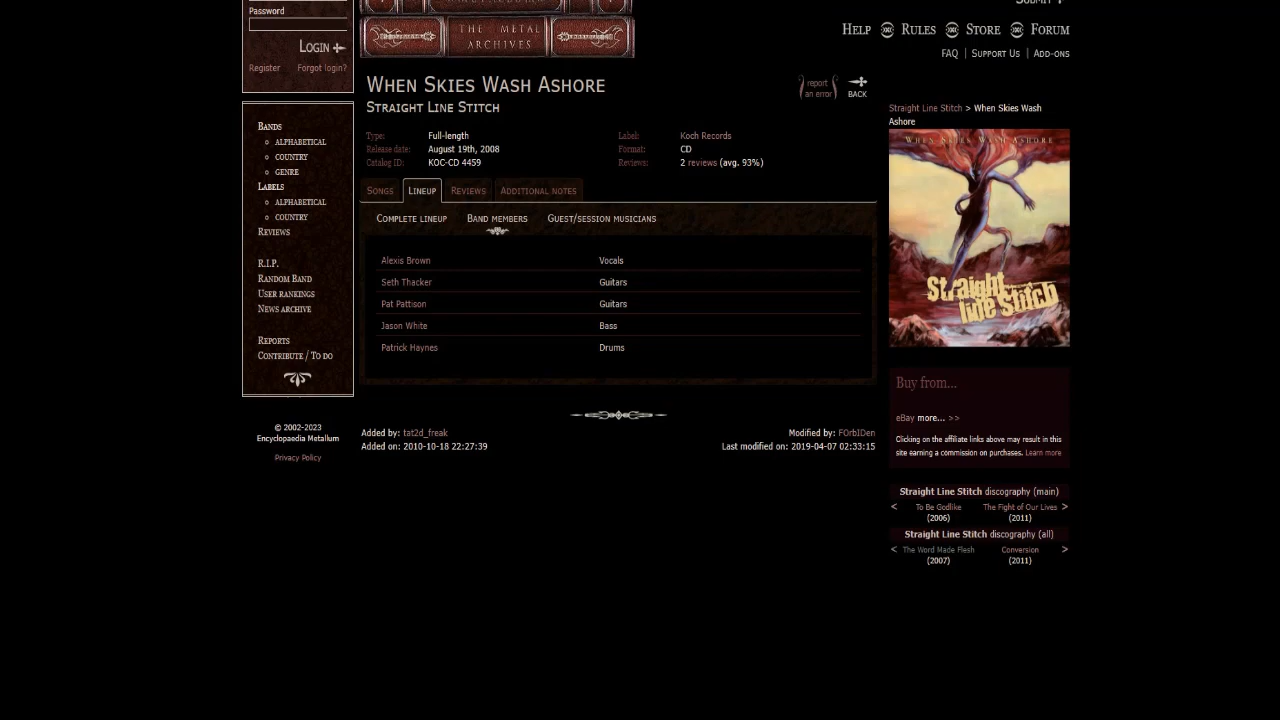 Password
LOGIN
Register Forgot login?
THE METAL
ARCHIVES
HELP RULES STORE FORUM
FAQ | SUPPORT US | ADD-ONS
WHEN SKIES WASH ASHORE
STRAIGHT LINE STITCH
report
an error
BACK
Type: Full-length
Release date: August 19th, 2008
Catalog ID: KOC-CD 4459
Label: Koch Records
Format: CD
Reviews: 2 reviews (avg. 93%)
SONGS LINEUP REVIEWS ADDITIONAL NOTES
COMPLETE LINEUP BAND MEMBERS GUEST/SESSION MUSICIANS
Alexis Brown Vocals
Seth Thacker Guitars
Pat Pattison Guitars
Jason White Bass
Patrick Haynes Drums
Added by: tat2d_freak
Added on: 2010-10-18 22:27:39
Modified by: FOrbIDen
Last modified on: 2019-04-07 02:33:15
BANDS
ALPHABETICAL
COUNTRY
GENRE
LABELS
ALPHABETICAL
COUNTRY
REVIEWS
R.I.P.
RANDOM BAND
USER RANKINGS
NEWS ARCHIVE
REPORTS
CONTRIBUTE / TO DO
© 2002-2023
Encyclopaedia Metallum
Privacy Policy
Straight Line Stitch > When Skies Wash
Ashore
WHEN SKIES WASH ASHORE
Straight
line Stitch
Buy from...
eBay more... >>
Clicking on the affiliate links above may result in this
site earning a commission on purchases. Learn more
Straight Line Stitch discography (main)
< To Be Godlike The Fight of Our Lives >
(2006) (2011)
Straight Line Stitch discography (all)
< The Word Made Flesh Conversion >
(2007) (2011)